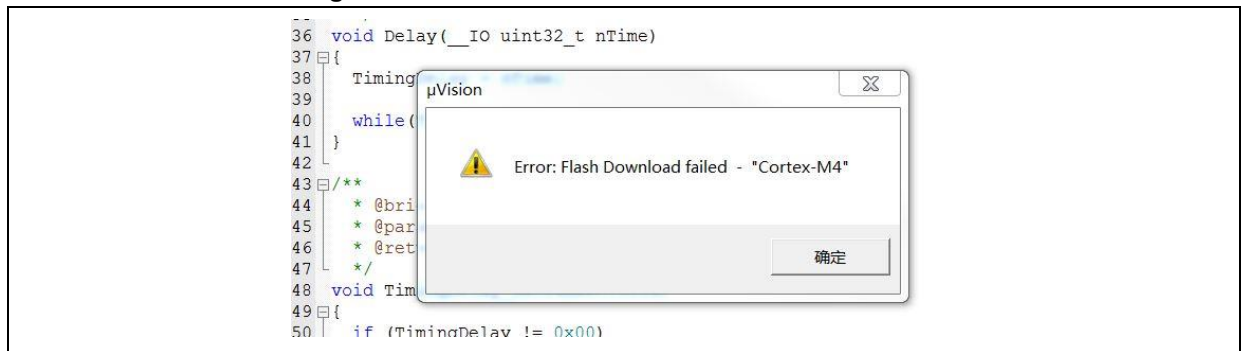 36 void Delay(__IO uint32_t nTime)
37 {
38 Timing
µVision
39
40 while(
41 }
Error: Flash Download failed - "Cortex-M4"
42
43 /**
44 * @bri
45 * @par
46 * @ret
确定
47 */
48 void Tim
49 {
50 if (TimingDelay != 0x00)